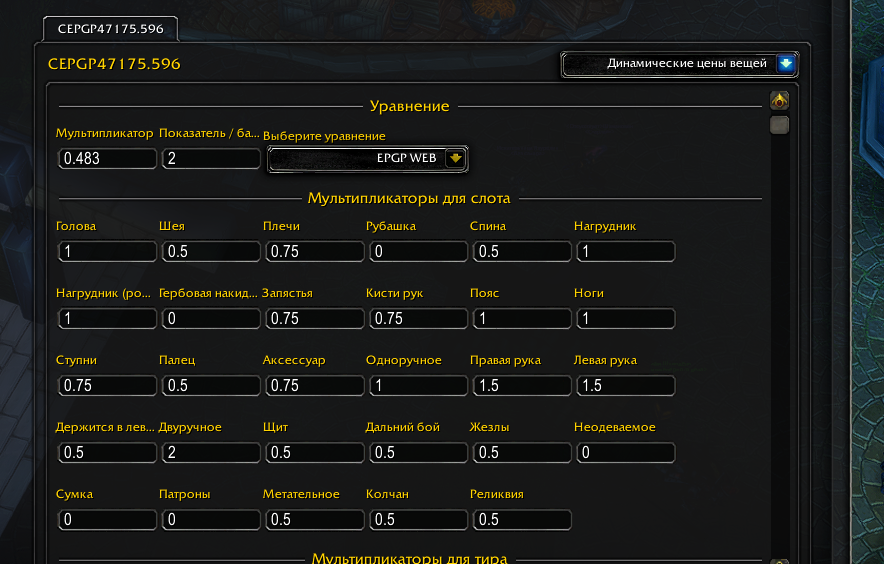 CEPGP47175.596
CEPGP47175.596
Динамические цены вещей
Уравнение
Мультипликатор Показатель / ба... Выберите уравнение
0.483 2 EPGP WEB
Мультипликаторы для слота
Голова Шея Плечи Рубашка Спина Нагрудник
1 0.5 0.75 0 0.5 1
Нагрудник (ро... Гербовая накид... Запястья Кисти рук Пояс Ноги
1 0 0.75 0.75 1 1
Ступни Палец Аксессуар Одноручное Правая рука Левая рука
0.75 0.5 0.75 1 1.5 1.5
Держится в лев... Двуручное Щит Дальний бой Жезлы Неодеваемое
0.5 2 0.5 0.5 0.5 0
Сумка Патроны Метательное Колчан Реликвия
0 0 0.5 0.5 0.5
Мультипликаторы для тира